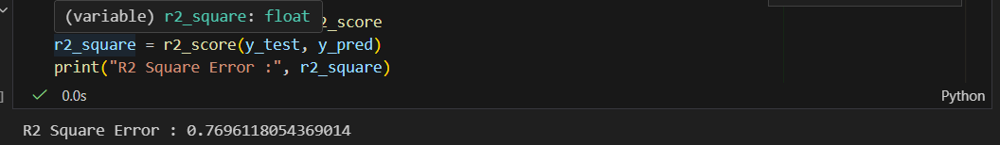 (variable) r2_square: float
r2_score
r2_square = r2_score(y_test, y_pred)
print("R2 Square Error :", r2_square)
]
0.0s
Python
R2 Square Error : 0.7696118054369014